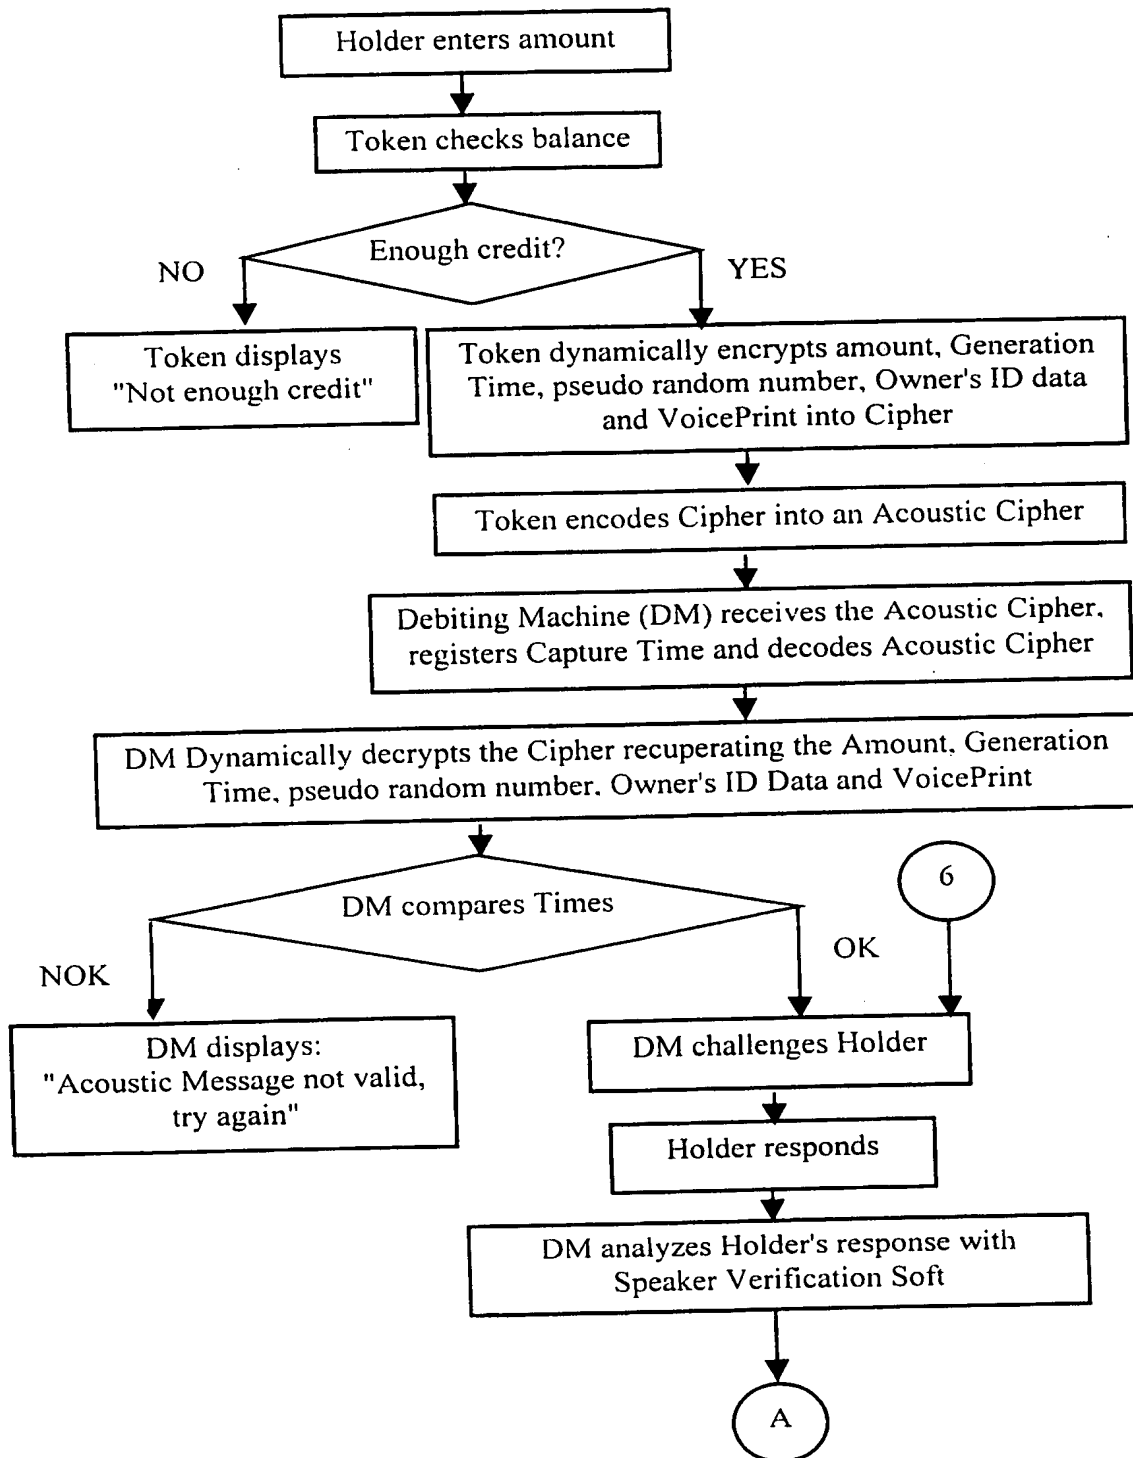 Holder enters amount
Token checks balance
Enough credit?
NO
YES
Token displays
"Not enough credit"
Token dynamically encrypts amount, Generation
Time, pseudo random number, Owner's ID data
and VoicePrint into Cipher
Token encodes Cipher into an Acoustic Cipher
Debiting Machine (DM) receives the Acoustic Cipher,
registers Capture Time and decodes Acoustic Cipher
DM Dynamically decrypts the Cipher recuperating the Amount, Generation
Time, pseudo random number, Owner's ID Data and VoicePrint
6
DM compares Times
NOK
OK
DM displays:
"Acoustic Message not valid,
try again"
DM challenges Holder
Holder responds
DM analyzes Holder's response with
Speaker Verification Soft
A